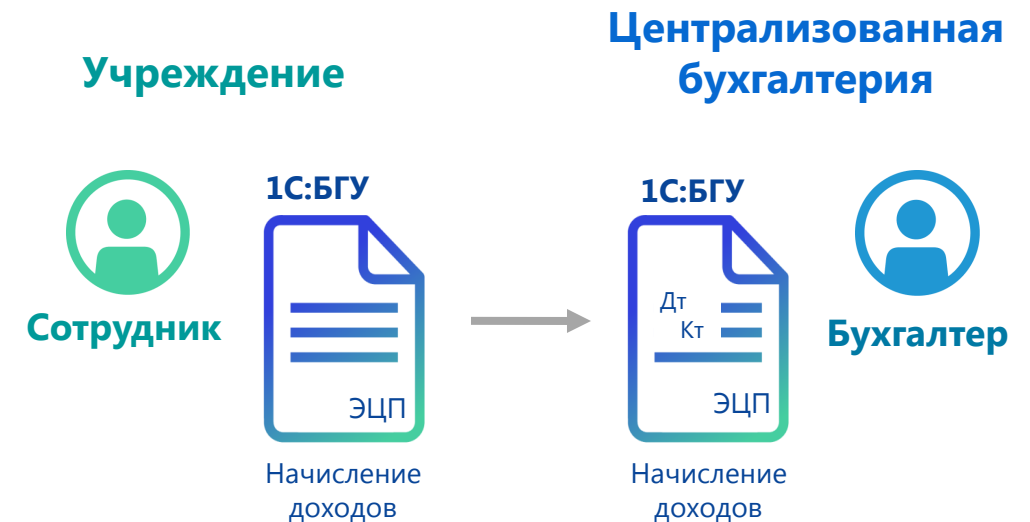 Учреждение
Централизованная
бухгалтерия
1С:БГУ
ЭЦП
Начисление
доходов
Сотрудник
1С:БГУ
Дт
Кт
ЭЦП
Начисление
доходов
Бухгалтер